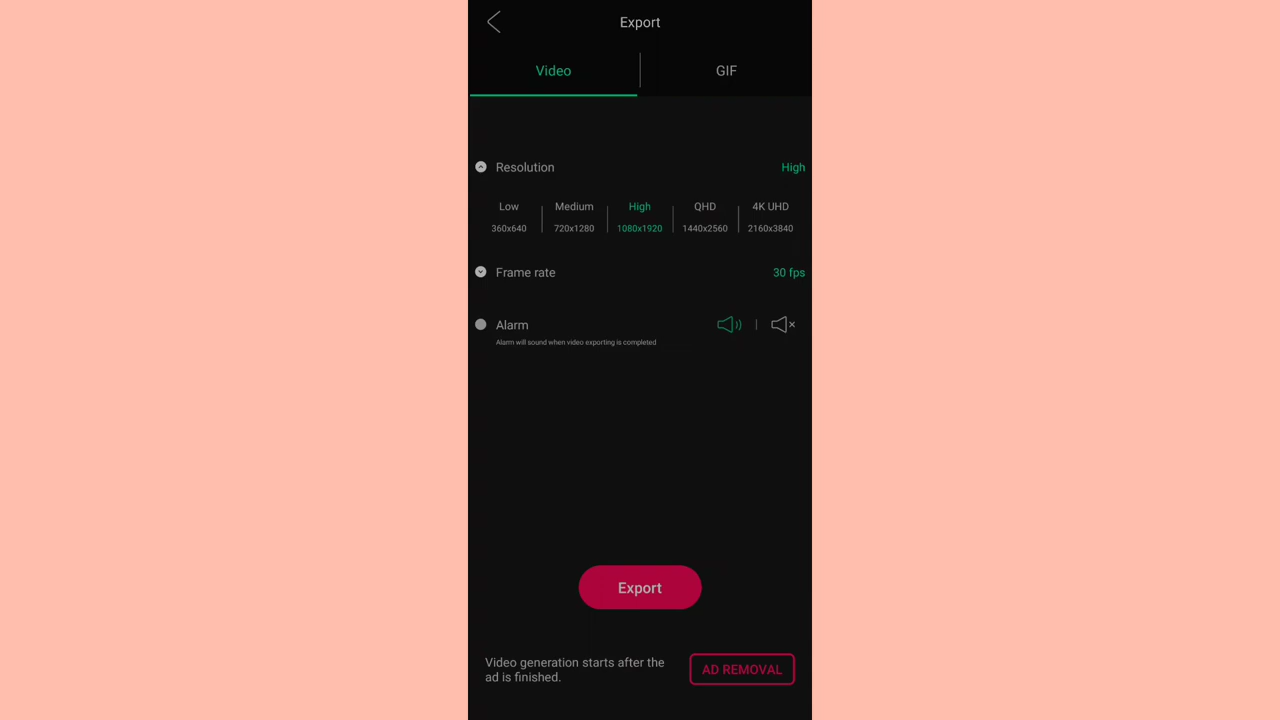 Export
Video
GIF
Resolution
High
Low
Medium
High
QHD
4K UHD
360x640
720x1280
1080x1920
1440x2560
2160x3840
Frame rate
30 fps
Alarm
Alarm will sound when video exporting is completed
Export
Video generation starts after the
ad is finished.
AD REMOVAL